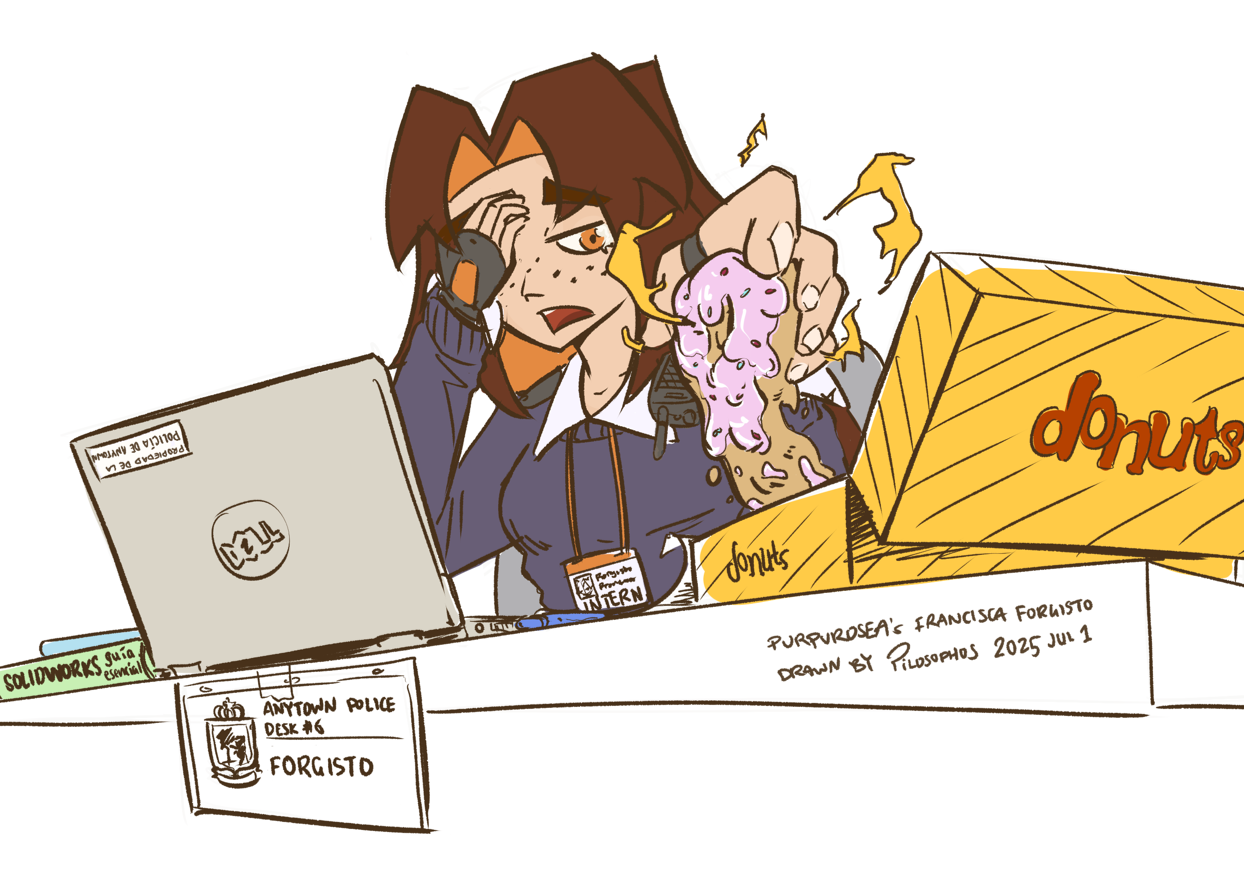 PROPIEDAD DE LA
POLICÍA DE ANYTOWN
DELL
donuts
donuts
Forgisto
INTERN
SOLIDWORKS guía
esencial
PURPUROSEA's FRANCISCA FORGISTO
DRAWN BY PILOSOPHOS 2025 JUL 1
ANYTOWN POLICE
DESK #6
FORGISTO